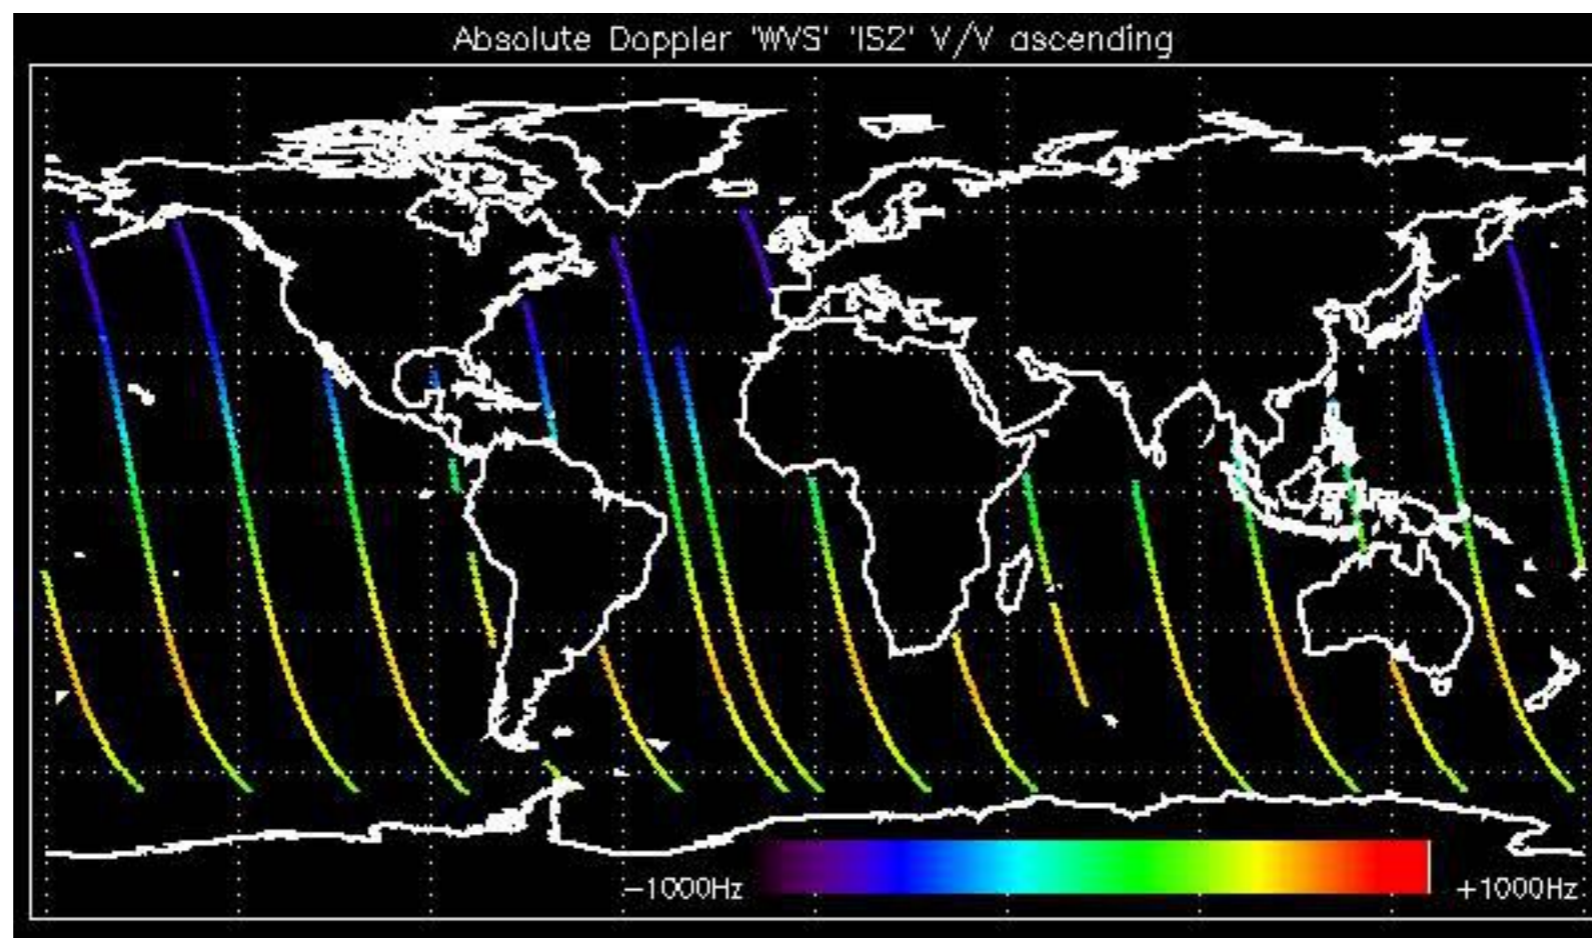 Absolute Doppler 'WVS' 'IS2' V/V ascending
-1000Hz +1000Hz